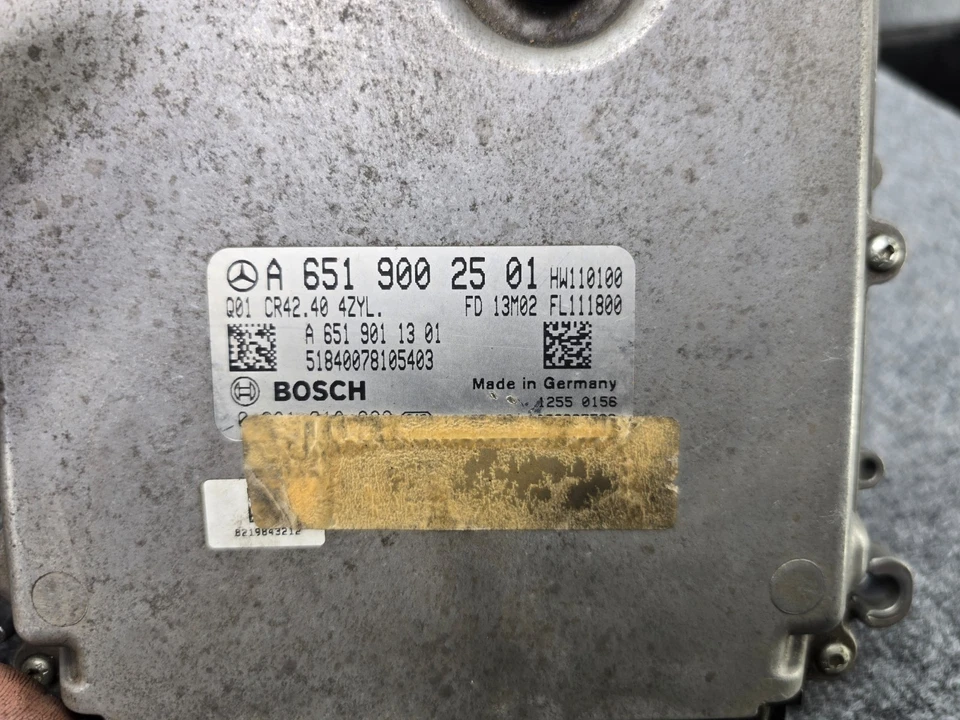 A 651 900 25 01 HW110100
Q01 CR42.40 4ZYL. FD 13M02 FL111800
A 651 901 13 01
51840078105403
BOSCH Made in Germany
1255 0156
8219843212